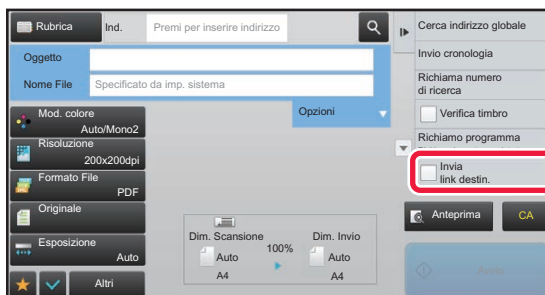 Rubrica
Ind.
Premi per inserire indirizzo
Oggetto
Nome File
Specificato da imp. sistema
Opzioni
Mod. colore
Auto/Mono2
Risoluzione
200x200dpi
Formato File
PDF
Originale
Esposizione
Auto
Altri
Dim. Scansione
Auto
A4
100%
Dim. Invio
Auto
A4
Cerca indirizzo globale
Invio cronologia
Richiama numero
di ricerca
Verifica timbro
Richiamo programma
Invia
link destin.
Anteprima
CA
Avvio